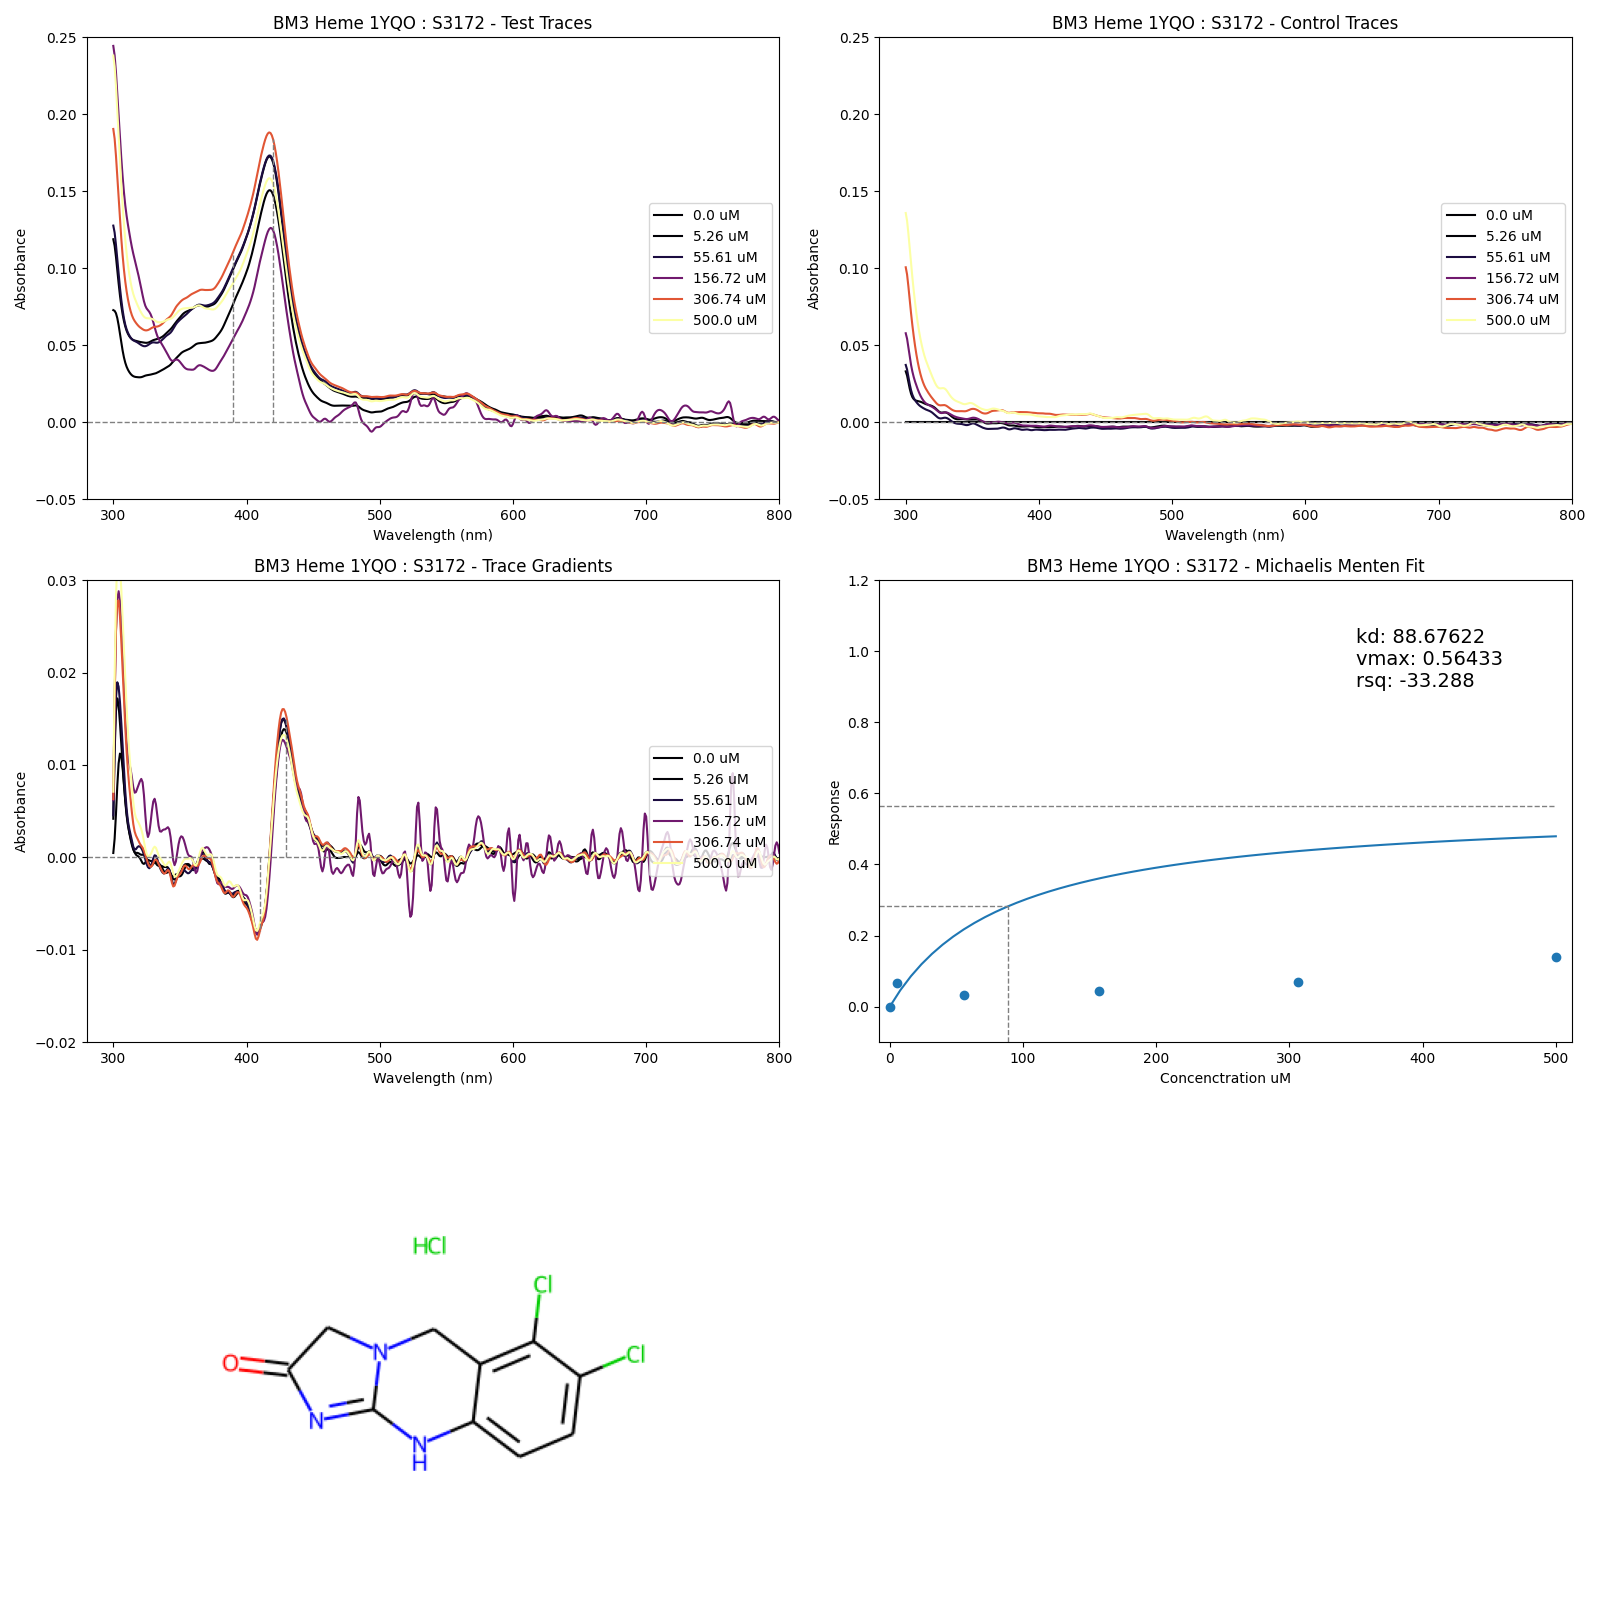 BM3 Heme 1YQO : S3172 - Test Traces
0.25
0.20
0.15
0.10
0.05
0.00
−0.05
Absorbance
300 400 500 600 700 800
Wavelength (nm)
0.0 uM
5.26 uM
55.61 uM
156.72 uM
306.74 uM
500.0 uM
BM3 Heme 1YQO : S3172 - Control Traces
0.25
0.20
0.15
0.10
0.05
0.00
−0.05
Absorbance
300 400 500 600 700 800
Wavelength (nm)
0.0 uM
5.26 uM
55.61 uM
156.72 uM
306.74 uM
500.0 uM
BM3 Heme 1YQO : S3172 - Trace Gradients
0.03
0.02
0.01
0.00
−0.01
−0.02
Absorbance
300 400 500 600 700 800
Wavelength (nm)
0.0 uM
5.26 uM
55.61 uM
156.72 uM
306.74 uM
500.0 uM
BM3 Heme 1YQO : S3172 - Michaelis Menten Fit
1.2
1.0
0.8
0.6
0.4
0.2
0.0
Response
kd: 88.67622
vmax: 0.56433
rsq: -33.288
0 100 200 300 400 500
Concenctration uM
HCl
Cl
Cl
O
N
N
N
H